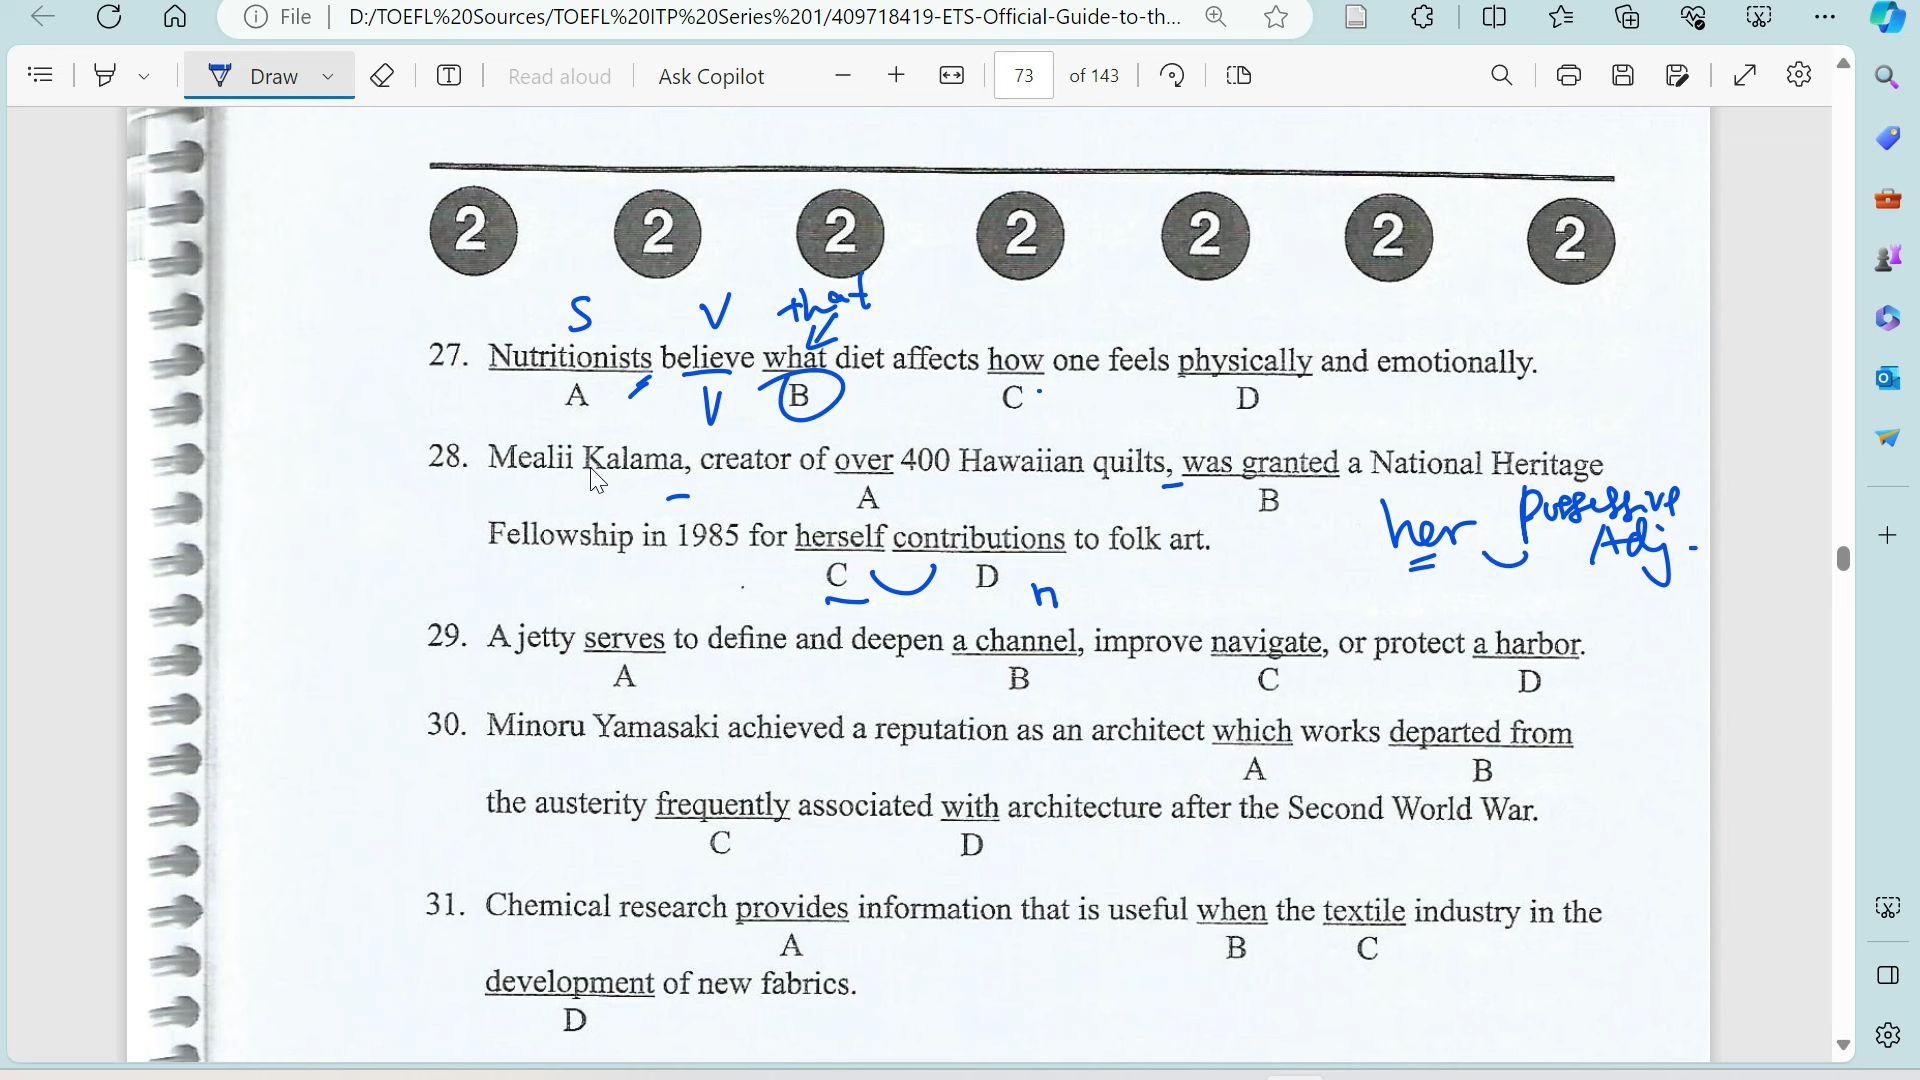 File D:/TOEFL%20Sources/TOEFL%20ITP%20Series%201/409718419-ETS-Official-Guide-to-th...
Draw Read aloud Ask Copilot 73 of 143
2 2 2 2 2 2 2
S V that
27. Nutritionists believe what diet affects how one feels physically and emotionally.
A V B C D
28. Mealii Kalama, creator of over 400 Hawaiian quilts, was granted a National Heritage
A B
Fellowship in 1985 for herself contributions to folk art.
her possessive Adj.
C D n
29. A jetty serves to define and deepen a channel, improve navigate, or protect a harbor.
A B C D
30. Minoru Yamasaki achieved a reputation as an architect which works departed from
A B
the austerity frequently associated with architecture after the Second World War.
C D
31. Chemical research provides information that is useful when the textile industry in the
A B C
development of new fabrics.
D